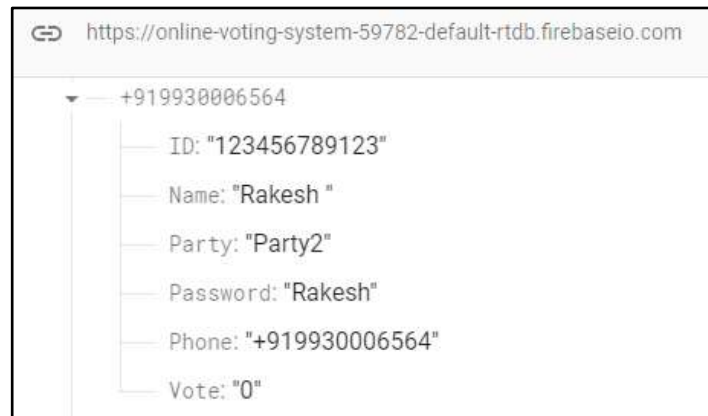 https://online-voting-system-59782-default-rtdb.firebaseio.com
+919930006564
ID: "123456789123"
Name: "Rakesh "
Party: "Party2"
Password: "Rakesh"
Phone: "+919930006564"
Vote: "0"